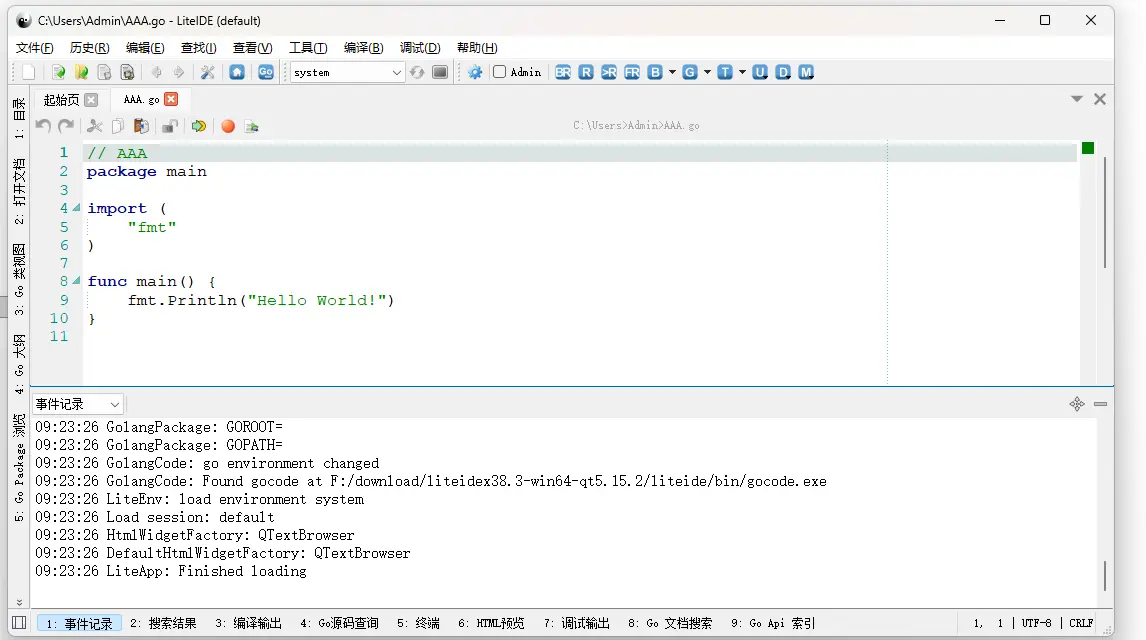 C:\Users\Admin\AAA.go - LiteIDE (default)
文件(F) 历史(R) 编辑(E) 查找(I) 查看(V) 工具(T) 编译(B) 调试(D) 帮助(H)
Go system Admin BR R >R FR B G T U D M
起始页 AAA.go
C:\Users>Admin>AAA.go
1: 目录
2: 打开文档
3: Go 类视图
4: Go 大纲
5: Go Package 浏览
1 // AAA
2 package main
3
4 import (
5 "fmt"
6 )
7
8 func main() {
9 fmt.Println("Hello World!")
10 }
11
事件记录
09:23:26 GolangPackage: GOROOT=
09:23:26 GolangPackage: GOPATH=
09:23:26 GolangCode: go environment changed
09:23:26 GolangCode: Found gocode at F:/download/liteidex38.3-win64-qt5.15.2/liteide/bin/gocode.exe
09:23:26 LiteEnv: load environment system
09:23:26 Load session: default
09:23:26 HtmlWidgetFactory: QTextBrowser
09:23:26 DefaultHtmlWidgetFactory: QTextBrowser
09:23:26 LiteApp: Finished loading
1: 事件记录 2: 搜索结果 3: 编译输出 4: Go源码查询 5: 终端 6: HTML预览 7: 调试输出 8: Go 文档搜索 9: Go Api 索引 1, 1 | UTF-8 | CRLF